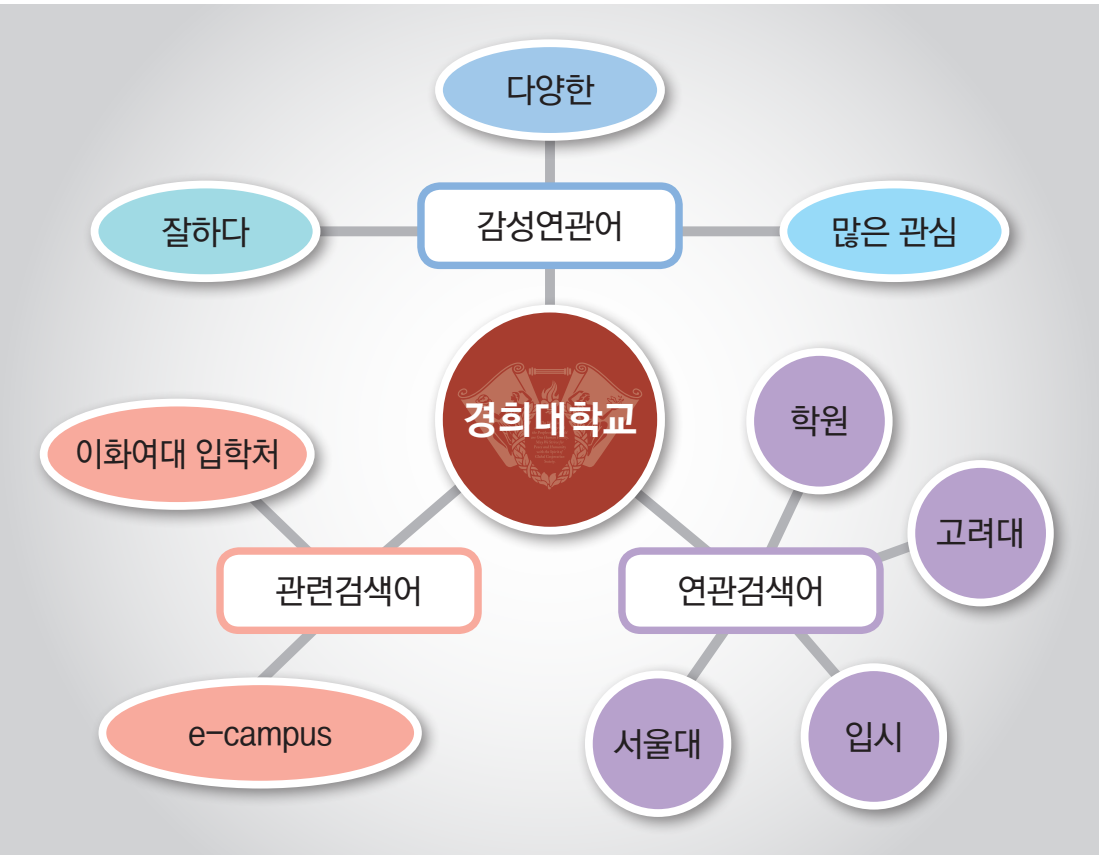 다양한
잘하다
감성연관어
많은 관심
경희대학교
이화여대 입학처
학원
고려대
관련검색어
연관검색어
e-campus
서울대
입시